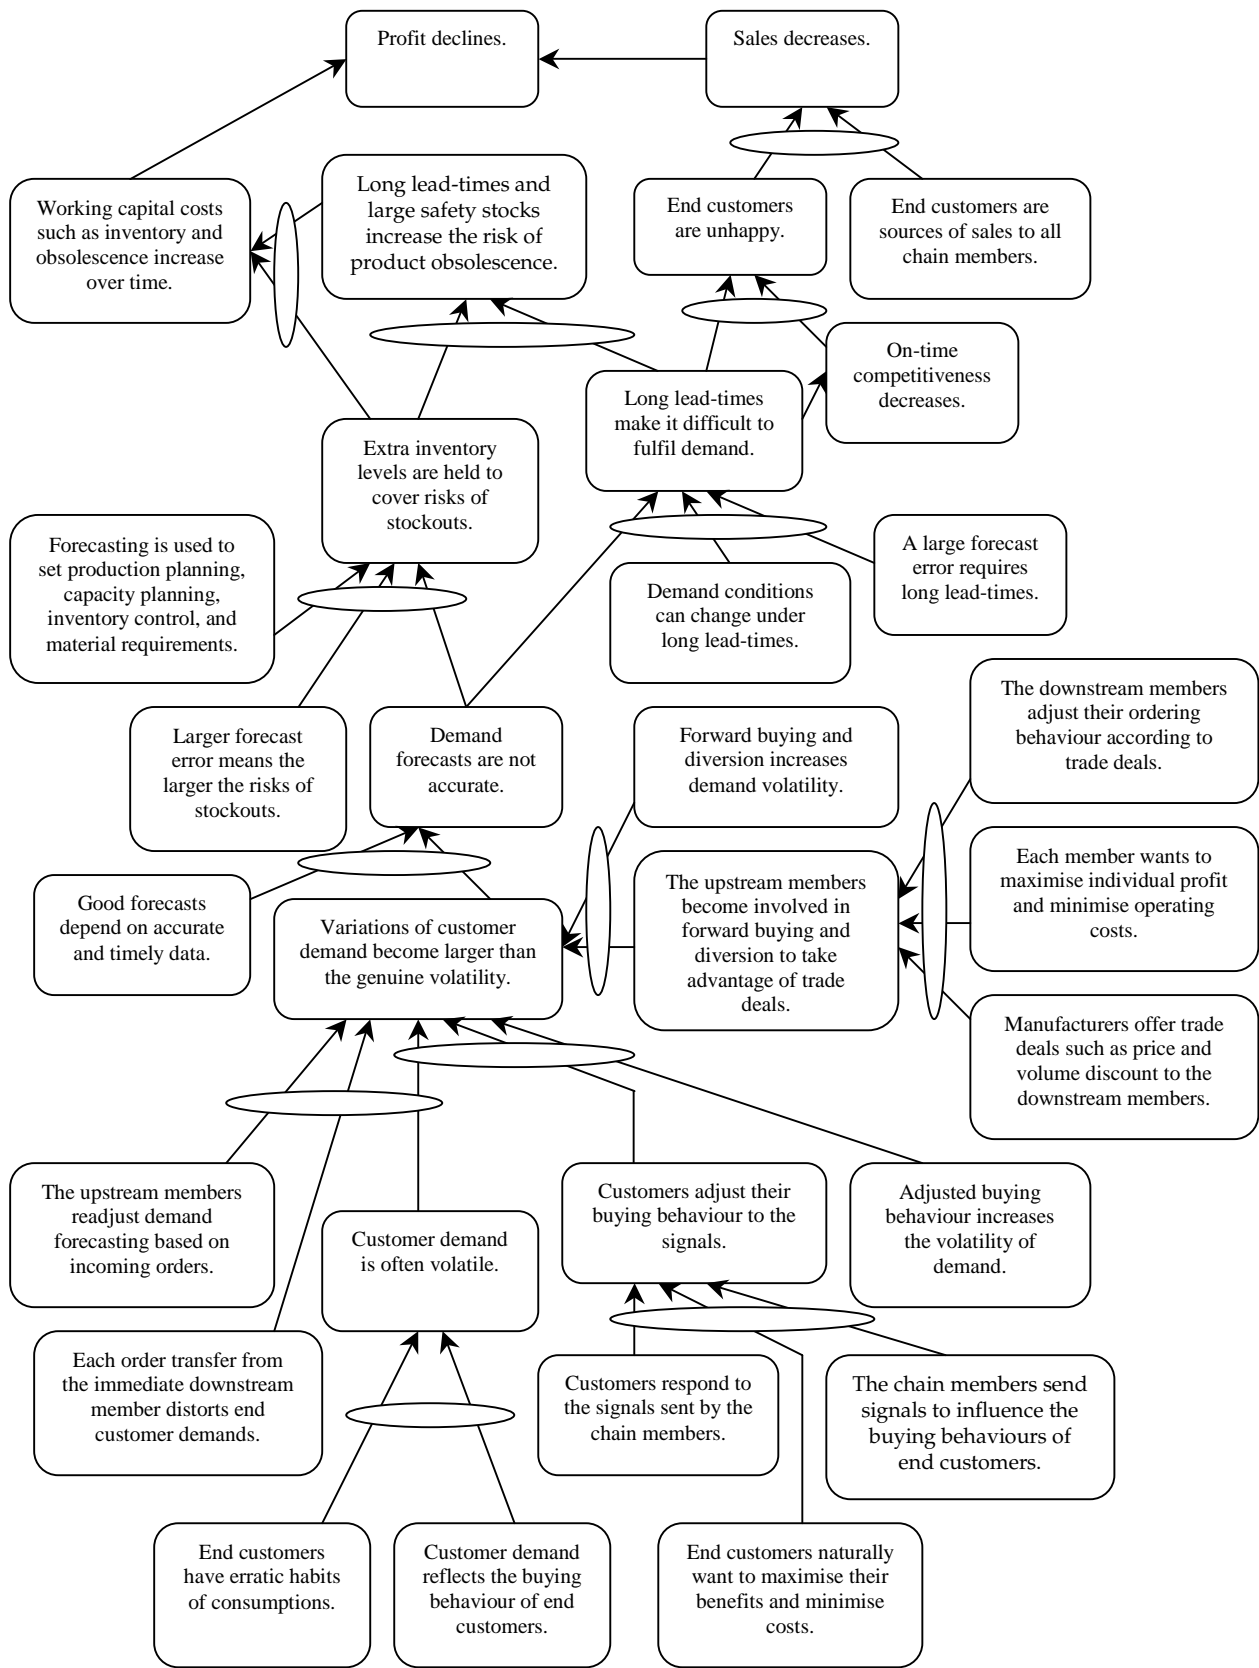 Profit declines.
Sales decreases.
Working capital costs
such as inventory and
obsolescence increase
over time.
Long lead-times and
large safety stocks
increase the risk of
product obsolescence.
End customers
are unhappy.
End customers are
sources of sales to all
chain members.
On-time
competitiveness
decreases.
Long lead-times
make it difficult to
fulfil demand.
Extra inventory
levels are held to
cover risks of
stockouts.
Forecasting is used to
set production planning,
capacity planning,
inventory control, and
material requirements.
A large forecast
error requires
long lead-times.
Demand conditions
can change under
long lead-times.
The downstream members
adjust their ordering
behaviour according to
trade deals.
Larger forecast
error means the
larger the risks of
stockouts.
Demand
forecasts are not
accurate.
Forward buying and
diversion increases
demand volatility.
Each member wants to
maximise individual profit
and minimise operating
costs.
The upstream members
become involved in
forward buying and
diversion to take
advantage of trade
deals.
Good forecasts
depend on accurate
and timely data.
Variations of customer
demand become larger than
the genuine volatility.
Manufacturers offer trade
deals such as price and
volume discount to the
downstream members.
The upstream members
readjust demand
forecasting based on
incoming orders.
Customer demand
is often volatile.
Customers adjust their
buying behaviour to the
signals.
Adjusted buying
behaviour increases
the volatility of
demand.
Each order transfer from
the immediate downstream
member distorts end
customer demands.
Customers respond to
the signals sent by the
chain members.
The chain members send
signals to influence the
buying behaviours of
end customers.
End customers
have erratic habits
of consumptions.
Customer demand
reflects the buying
behaviour of end
customers.
End customers naturally
want to maximise their
benefits and minimise
costs.